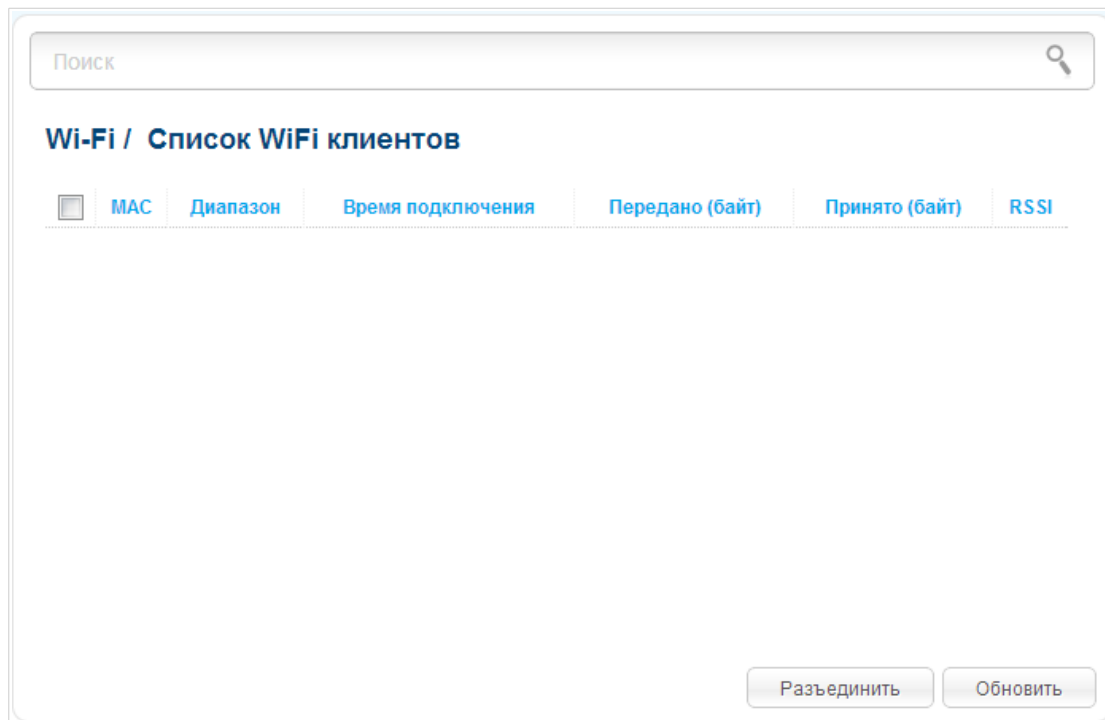 Поиск
Wi-Fi / Список WiFi клиентов
MAC Диапазон Время подключения Передано (байт) Принято (байт) RSSI
Разъединить Обновить